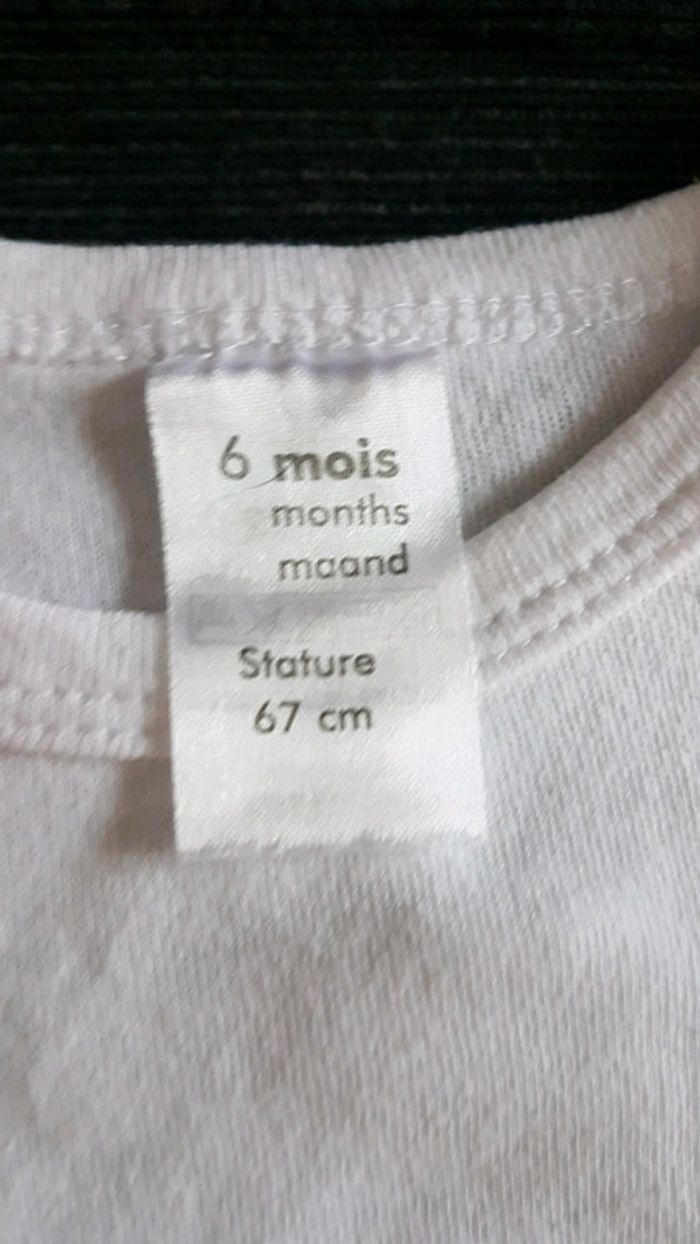 6 mois
months
maand
Stature
67 cm